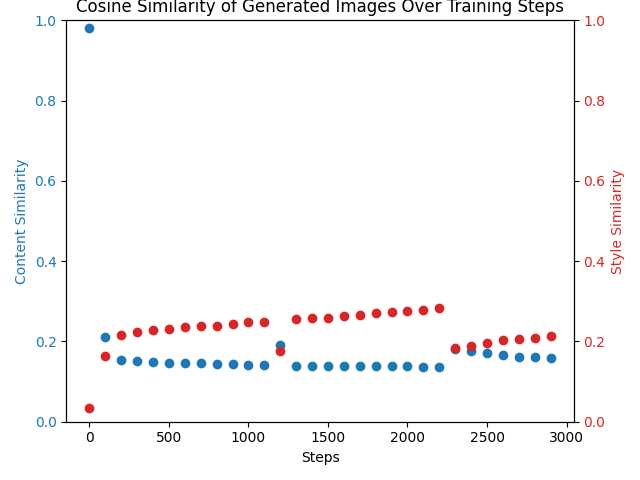 Cosine Similarity of Generated Images Over Training Steps
1.0
0.8
0.6
0.4
0.2
0.0
Content Similarity
1.0
0.8
0.6
0.4
0.2
0.0
Style Similarity
0 500 1000 1500 2000 2500 3000
Steps